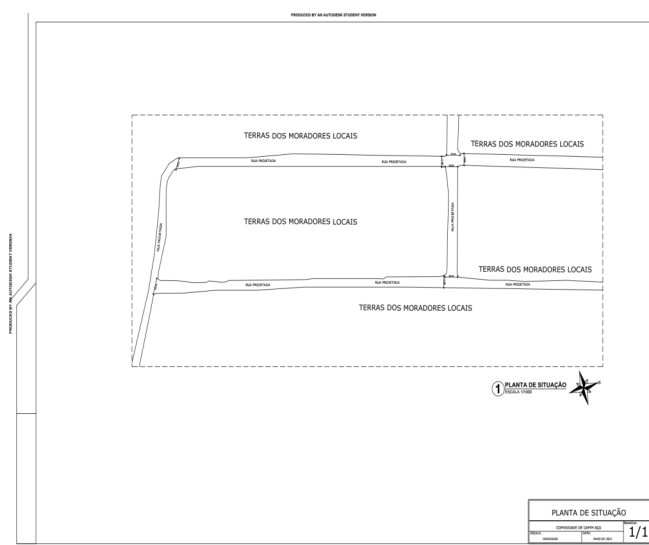 PRODUCED BY AN AUTODESK STUDENT VERSION
PRODUCED BY AN AUTODESK STUDENT VERSION
TERRAS DOS MORADORES LOCAIS
TERRAS DOS MORADORES LOCAIS
RUA PROJETADA
RUA PROJETADA
RUA PROJETADA
TERRAS DOS MORADORES LOCAIS
RUA PROJETADA
RUA PROJETADA
TERRAS DOS MORADORES LOCAIS
RUA PROJETADA
RUA PROJETADA
RUA PROJETADA
TERRAS DOS MORADORES LOCAIS
1 PLANTA DE SITUAÇÃO
ESCALA 1/1000
PLANTA DE SITUAÇÃO
COMUNIDADE DE CAPIM AÇU
ESCALA:
DATA:
1/1